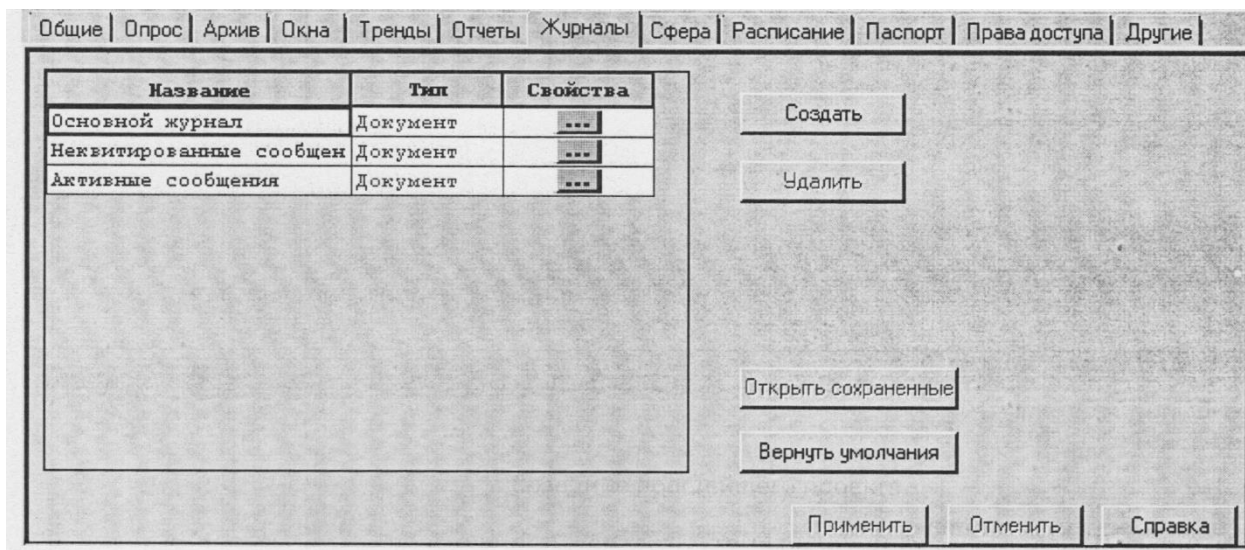 Общие Опрос Архив Окна Тренды Отчеты Журналы Сфера Расписание Паспорт Права доступа Другие
Название Тип Свойства
Основной журнал Документ ...
Неквитированные сообщен Документ ...
Активные сообщения Документ ...
Создать
Удалить
Открыть сохраненные
Вернуть умолчания
Применить Отменить Справка